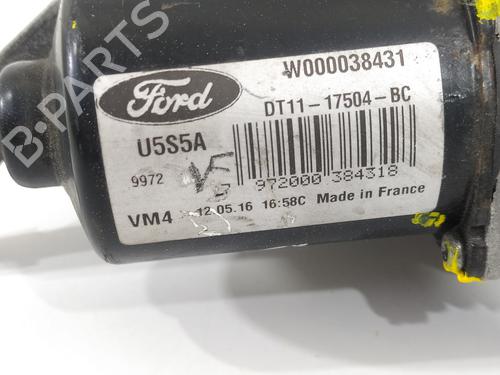 B-PARTS
W000038431
Ford
DT11-17504-BC
U5S5A
9972
972000 384318
VM4 12.05.16 16:58C Made in France